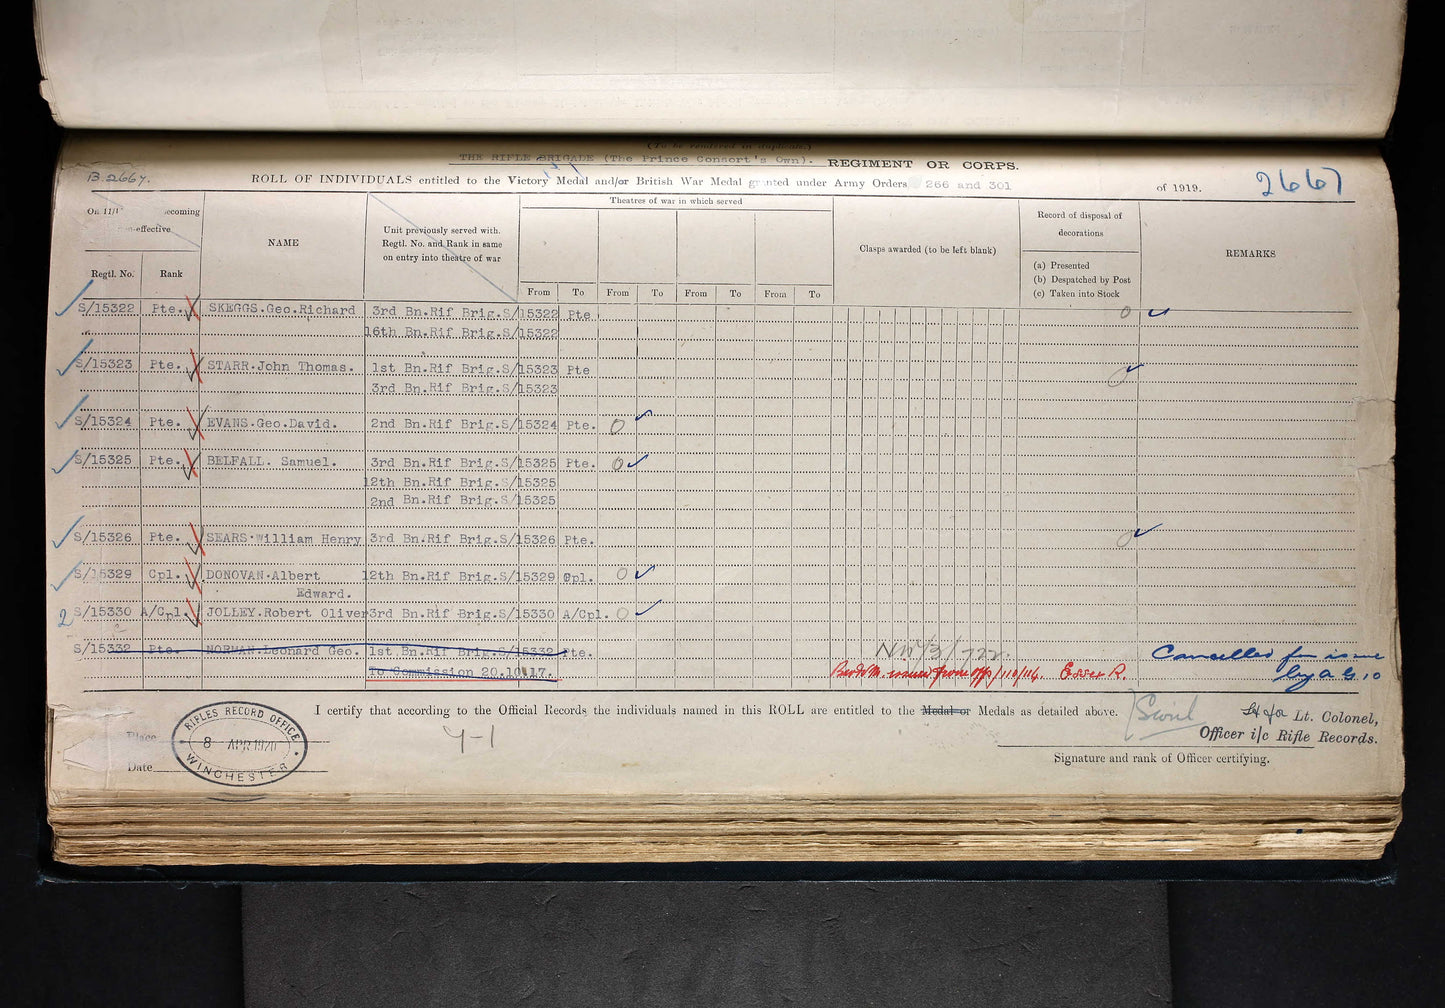 (To be rendered in duplicate.)
THE RIFLE BRIGADE (The Prince Consort's Own). REGIMENT OR CORPS.
B.2667.
ROLL OF INDIVIDUALS entitled to the Victory Medal and/or British War Medal granted under Army Orders 266 and 301 of 1919.
2667
On
ecoming
-effective
Regtl. No.
Rank
NAME
Unit previously served with.
Regtl. No. and Rank in same
on entry into theatre of war
Theatres of war in which served
From To From To From To From To
Clasps awarded (to be left blank)
Record of disposal of
decorations
(a) Presented
(b) Despatched by Post
(c) Taken into Stock
REMARKS
S/15322 Pte. SKEGGS.Geo.Richard 3rd Bn.Rif Brig.S/15322 Pte.
16th Bn.Rif Brig.S/15322
S/15323 Pte. STARR.John Thomas. 1st Bn.Rif Brig.S/15323 Pte
3rd Bn.Rif Brig.S/15323
S/15324 Pte. EVANS.Geo.David. 2nd Bn.Rif Brig.S/15324 Pte.
S/15325 Pte. BELFALL. Samuel. 3rd Bn.Rif Brig.S/15325 Pte.
12th Bn.Rif Brig.S/15325
2nd Bn.Rif Brig.S/15325
S/15326 Pte. SEARS.William Henry 3rd Bn.Rif Brig.S/15326 Pte.
S/15329 Cpl. DONOVAN.Albert 12th Bn.Rif Brig.S/15329 Cpl.
Edward.
2 S/15330 A/Cpl. JOLLEY.Robert Oliver 3rd Bn.Rif Brig.S/15330 A/Cpl.
S/15332 Pte. NORMAN.Leonard Geo. 1st Bn.Rif Brig.S/15332 Pte. Cancelled for issue
To Commission 20.10.17. issued from Essex R. by A G 10
I certify that according to the Official Records the individuals named in this ROLL are entitled to the Medal or Medals as detailed above.
Lt. Colonel,
Officer i/c Rifle Records.
Signature and rank of Officer certifying.
Place
Date
RIFLES RECORD OFFICE
8 APR 1920
WINCHESTER